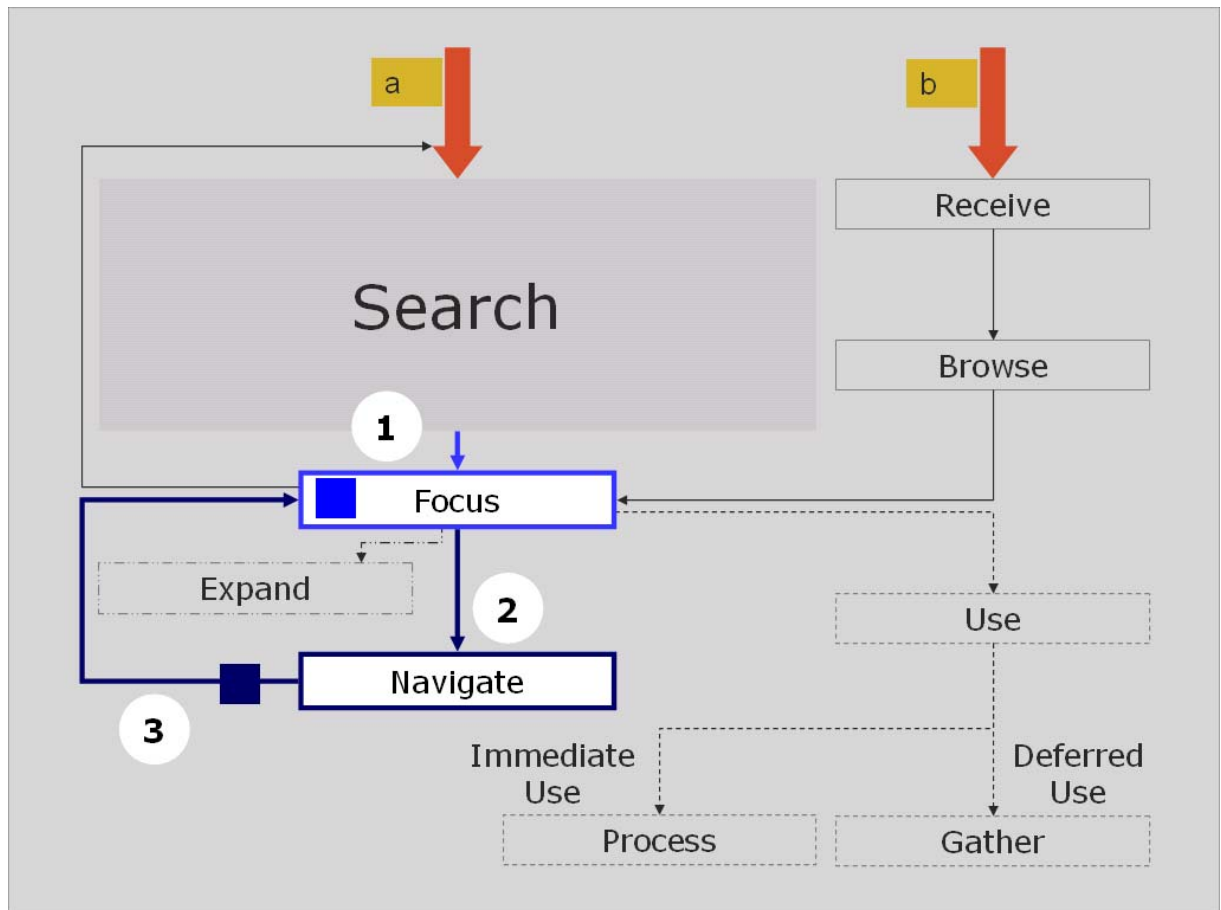 a
b
Receive
Search
Browse
1
Focus
Expand
2
Use
Navigate
3
Immediate
Use
Deferred
Use
Process
Gather